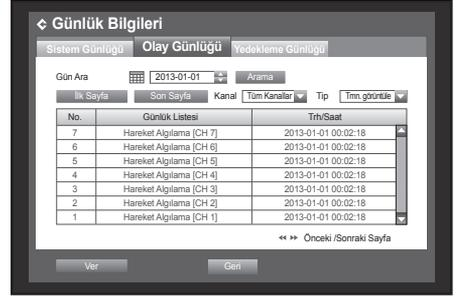 Günlük Bilgileri
Sistem Günlüğü Olay Günlüğü Yedekleme Günlüğü
Gün Ara 2013-01-01 Arama
İlk Sayfa Son Sayfa Kanal Tüm Kanallar Tip Tmn.görüntüle
No. Günlük Listesi Trh/Saat
7 Hareket Algılama [CH 7] 2013-01-01 00:02:18
6 Hareket Algılama [CH 6] 2013-01-01 00:02:18
5 Hareket Algılama [CH 5] 2013-01-01 00:02:18
4 Hareket Algılama [CH 4] 2013-01-01 00:02:18
3 Hareket Algılama [CH 3] 2013-01-01 00:02:18
2 Hareket Algılama [CH 2] 2013-01-01 00:02:18
1 Hareket Algılama [CH 1] 2013-01-01 00:02:18
Önceki /Sonraki Sayfa
Ver Geri